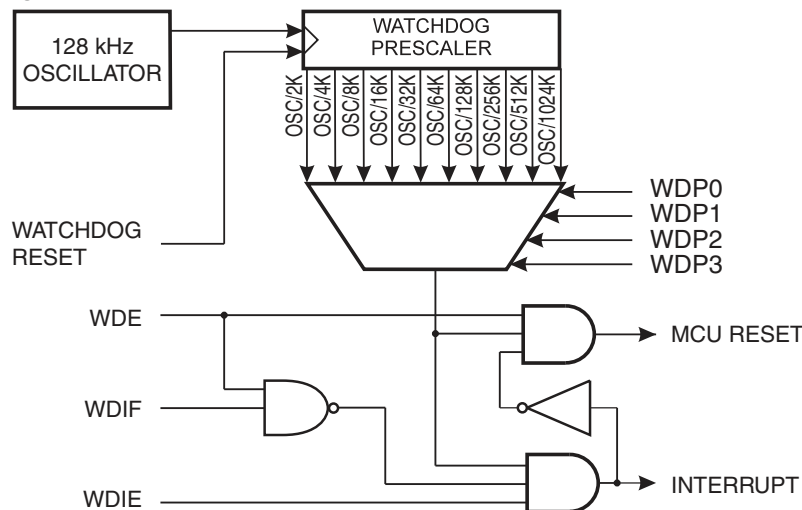 128 kHz
OSCILLATOR
WATCHDOG
PRESCALER
OSC/2K
OSC/4K
OSC/8K
OSC/16K
OSC/32K
OSC/64K
OSC/128K
OSC/256K
OSC/512K
OSC/1024K
WATCHDOG
RESET
WDP0
WDP1
WDP2
WDP3
WDE
MCU RESET
WDIF
WDIE
INTERRUPT